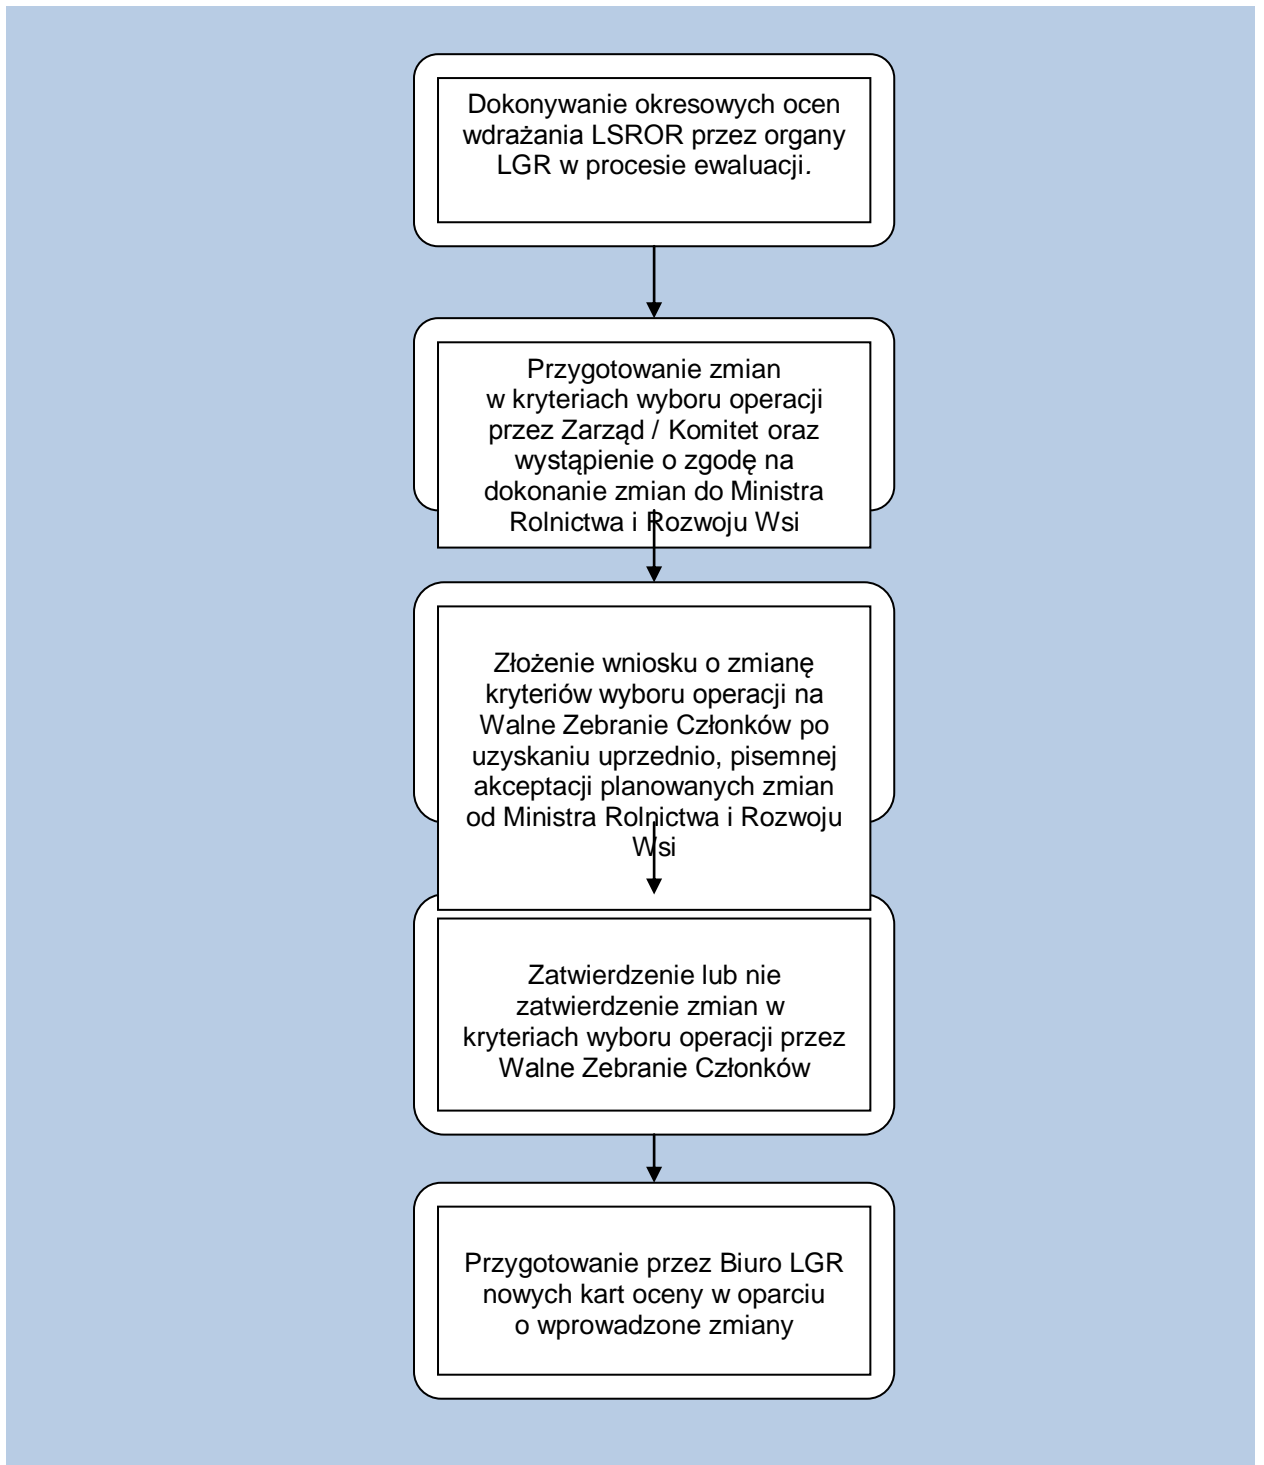 Dokonywanie okresowych ocen
wdrażania LSROR przez organy
LGR w procesie ewaluacji.
Przygotowanie zmian
w kryteriach wyboru operacji
przez Zarząd / Komitet oraz
wystąpienie o zgodę na
dokonanie zmian do Ministra
Rolnictwa i Rozwoju Wsi
Złożenie wniosku o zmianę
kryteriów wyboru operacji na
Walne Zebranie Członków po
uzyskaniu uprzednio, pisemnej
akceptacji planowanych zmian
od Ministra Rolnictwa i Rozwoju
Wsi
Zatwierdzenie lub nie
zatwierdzenie zmian w
kryteriach wyboru operacji przez
Walne Zebranie Członków
Przygotowanie przez Biuro LGR
nowych kart oceny w oparciu
o wprowadzone zmiany